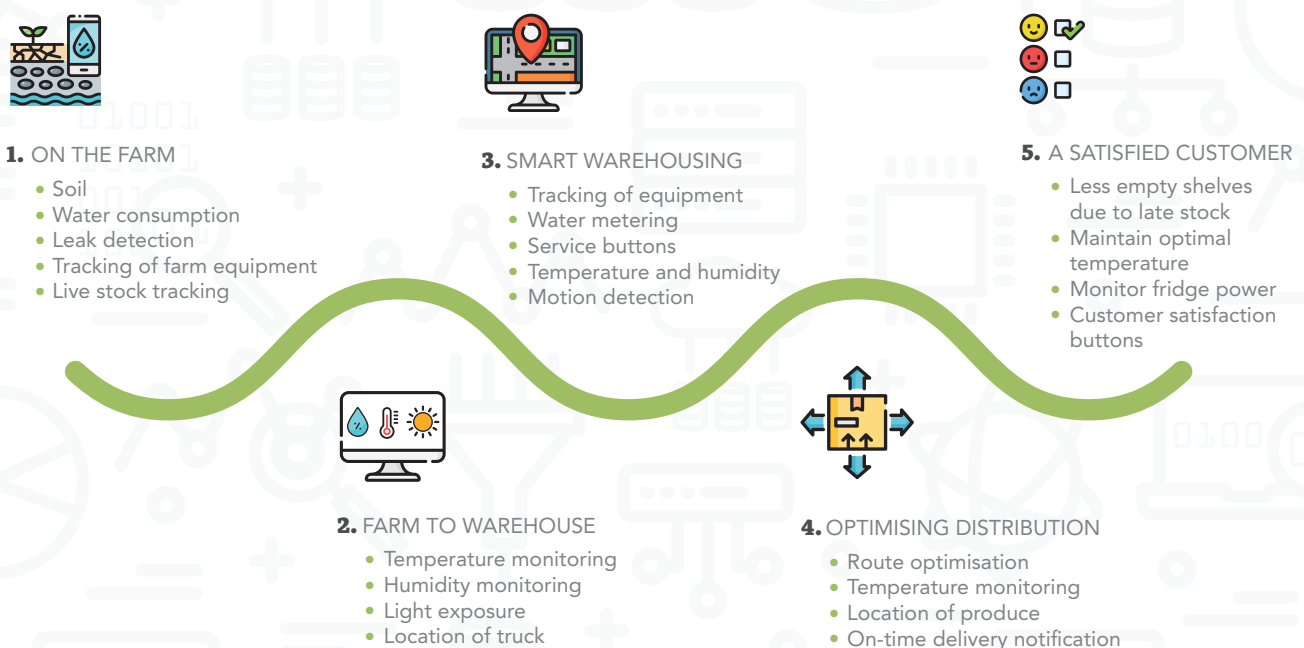 1. ON THE FARM
• Soil
• Water consumption
• Leak detection
• Tracking of farm equipment
• Live stock tracking
2. FARM TO WAREHOUSE
• Temperature monitoring
• Humidity monitoring
• Light exposure
• Location of truck
3. SMART WAREHOUSING
• Tracking of equipment
• Water metering
• Service buttons
• Temperature and humidity
• Motion detection
4. OPTIMISING DISTRIBUTION
• Route optimisation
• Temperature monitoring
• Location of produce
• On-time delivery notification
5. A SATISFIED CUSTOMER
• Less empty shelves
due to late stock
• Maintain optimal
temperature
• Monitor fridge power
• Customer satisfaction
buttons